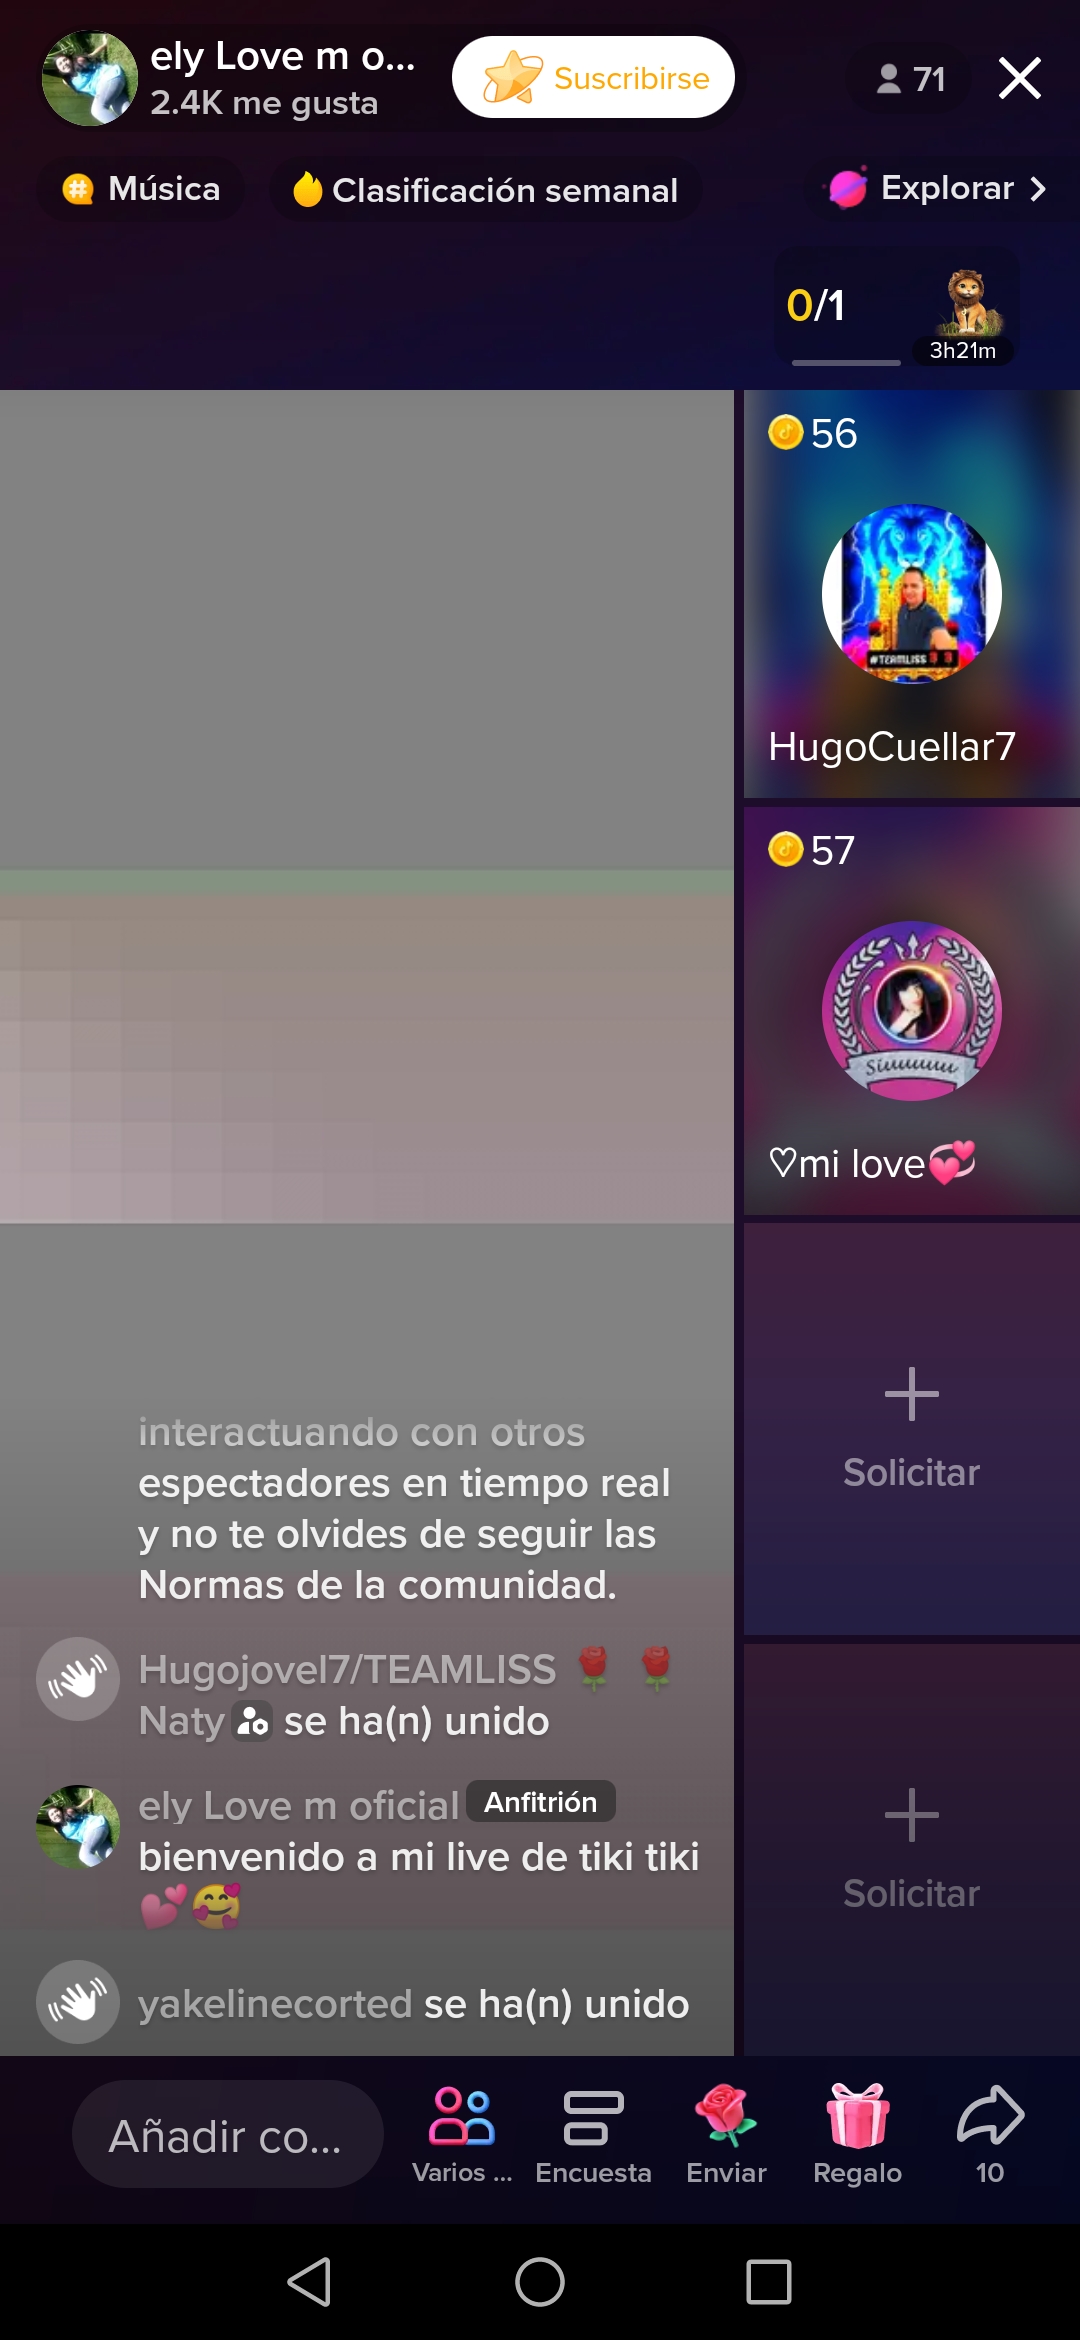 ely Love m o...
2.4K me gusta
Suscribirse
71
Música
Clasificación semanal
Explorar
0/1
3h21m
56
#TEAMLISS
HugoCuellar7
57
Siuuuuuu
♡mi love💞
Solicitar
Solicitar
interactuando con otros
espectadores en tiempo real
y no te olvides de seguir las
Normas de la comunidad.
Hugojovel7/TEAMLISS 🌹 🌹
Naty se ha(n) unido
ely Love m oficial Anfitrión
bienvenido a mi live de tiki tiki
💕🥰
yakelinecorted se ha(n) unido
Añadir co...
Varios ...
Encuesta
Enviar
Regalo
10